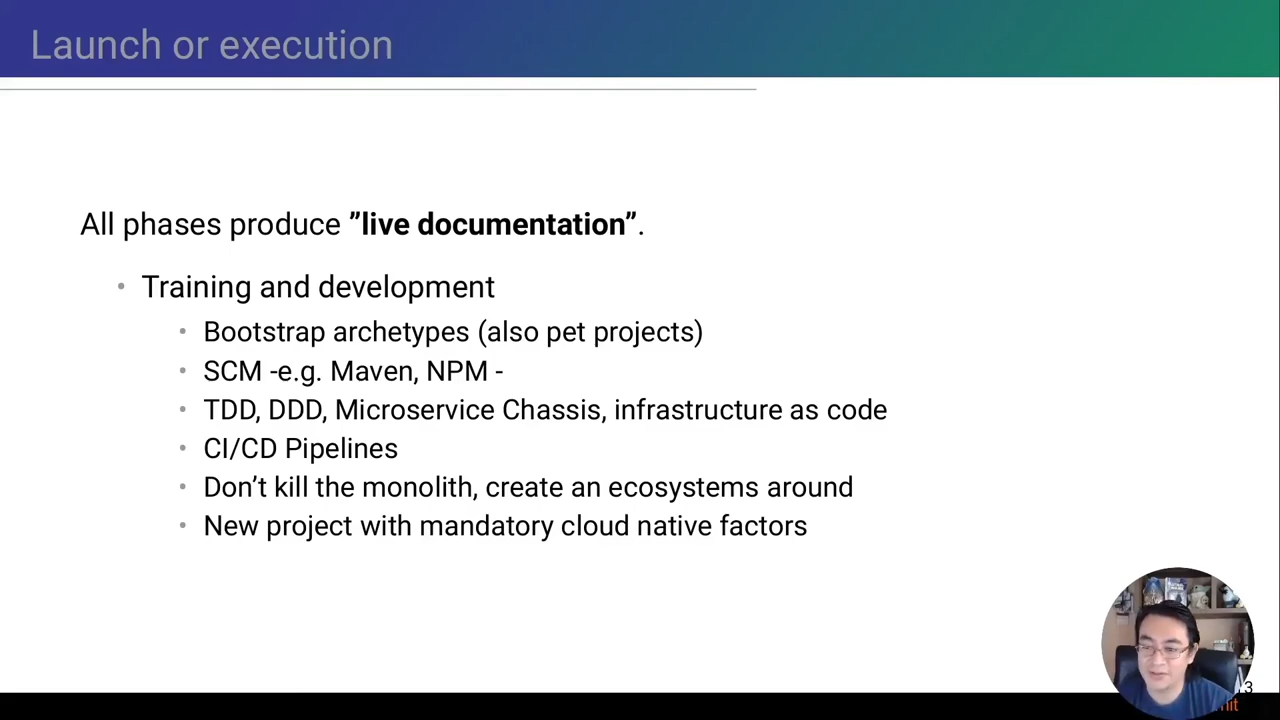 Launch or execution
All phases produce ”live documentation”.
• Training and development
• Bootstrap archetypes (also pet projects)
• SCM -e.g. Maven, NPM -
• TDD, DDD, Microservice Chassis, infrastructure as code
• CI/CD Pipelines
• Don’t kill the monolith, create an ecosystems around
• New project with mandatory cloud native factors